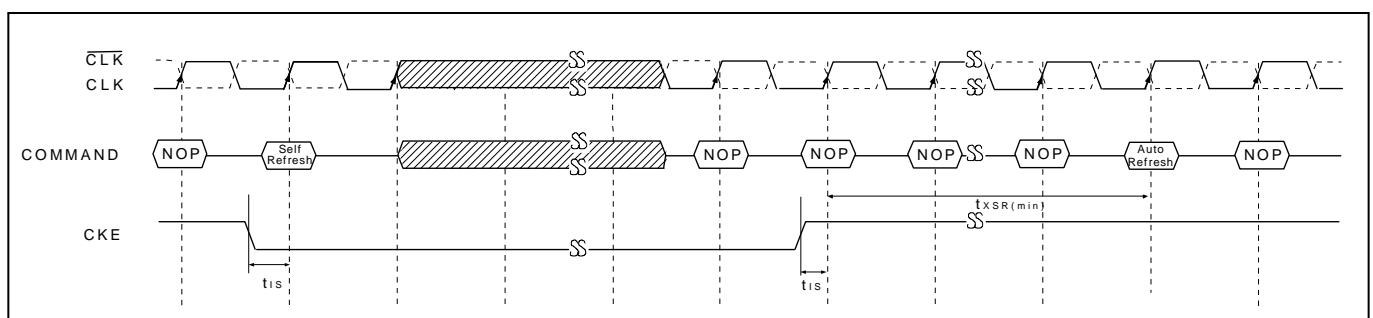 CLK
CLK
COMMAND
NOP
Self
Refresh
NOP
NOP
NOP
NOP
Auto
Refresh
NOP
tXSR(min)
CKE
tIS
tIS